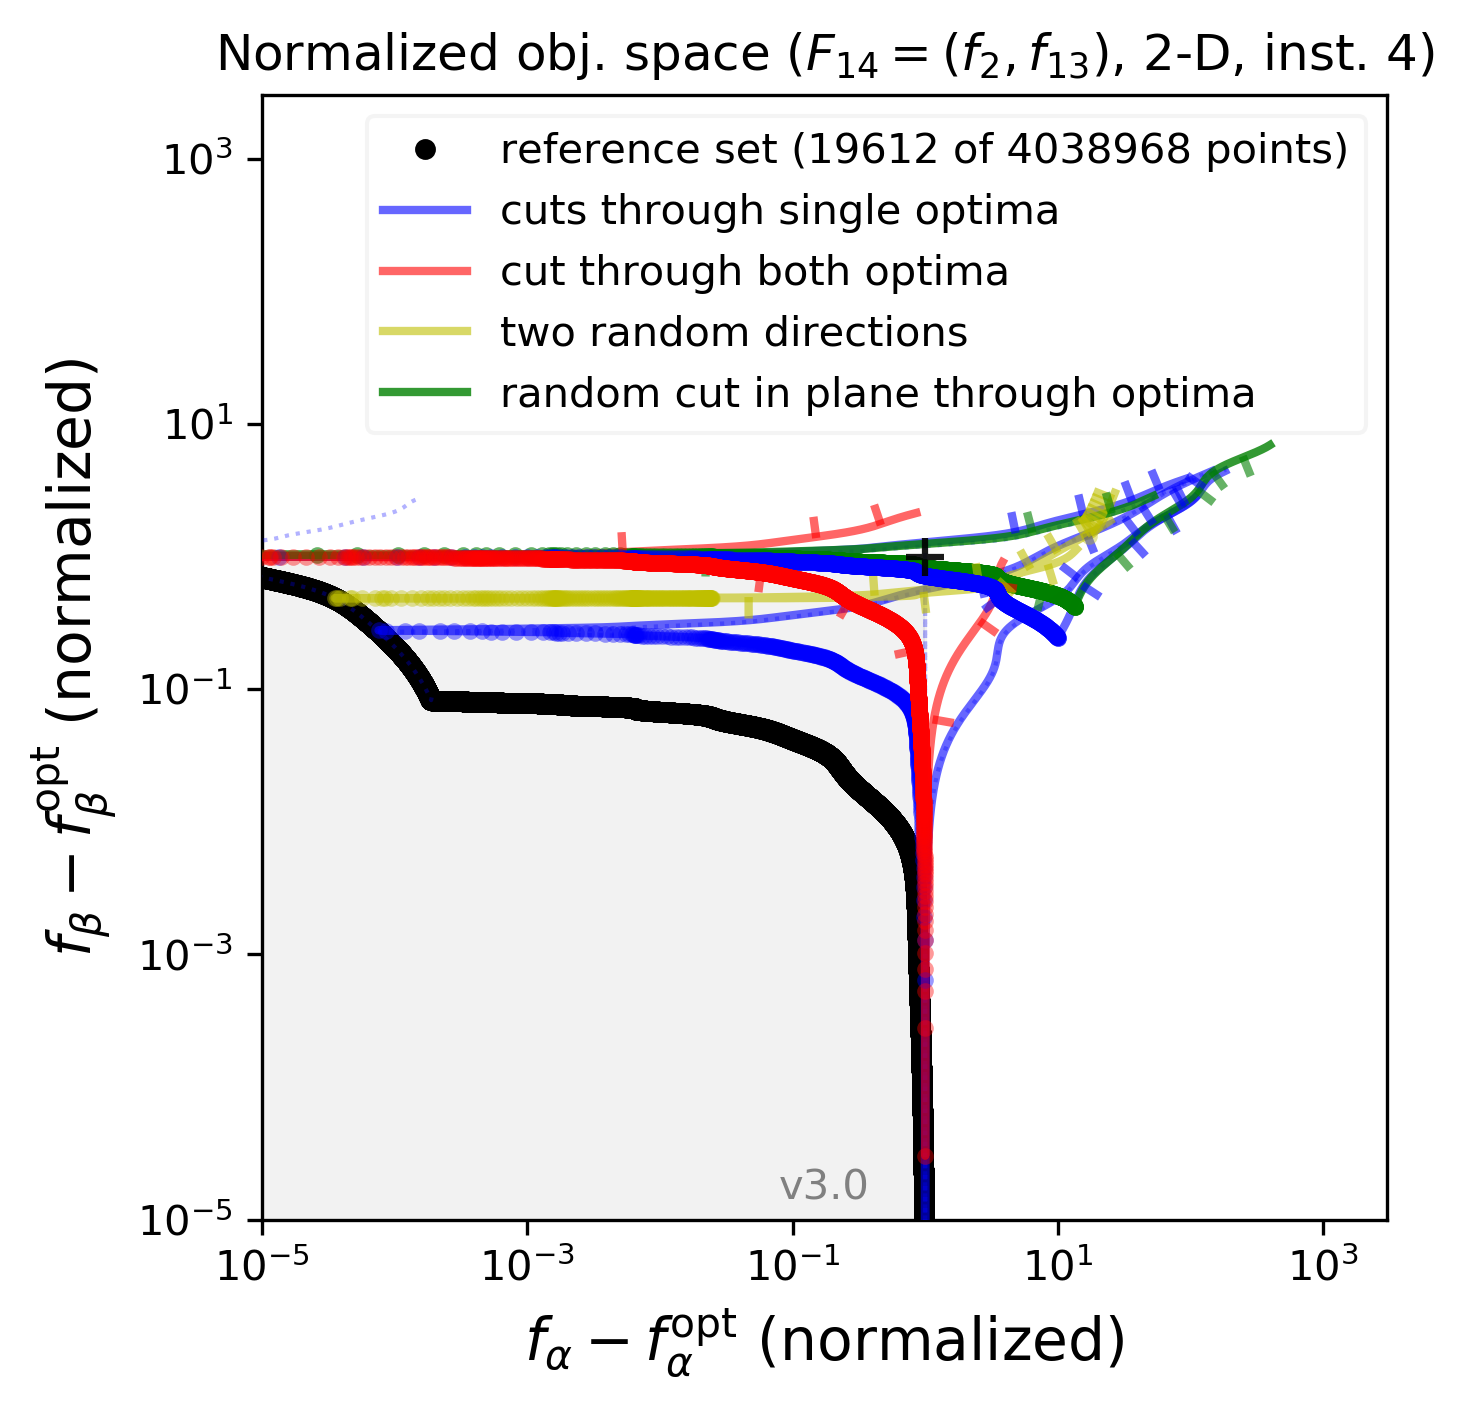 Normalized obj. space (F₁₄ = (f₂, f₁₃), 2-D, inst. 4)
reference set (19612 of 4038968 points)
cuts through single optima
cut through both optima
two random directions
random cut in plane through optima
10³
10¹
10⁻¹
10⁻³
10⁻⁵
f_β − f_β^opt (normalized)
v3.0
10⁻⁵
10⁻³
10⁻¹
10¹
10³
f_α − f_α^opt (normalized)